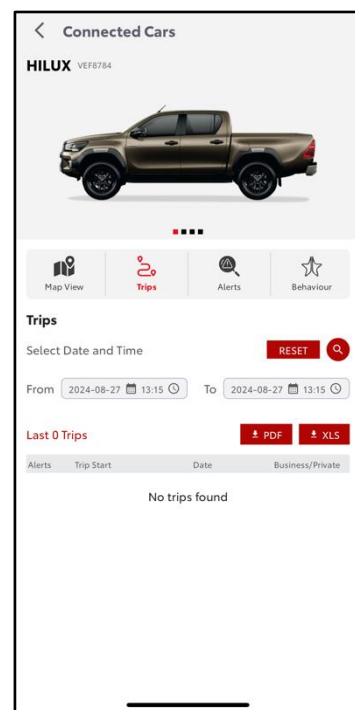 Connected Cars
HILUX VEF8784
Map View Trips Alerts Behaviour
Trips
Select Date and Time RESET
From 2024-08-27 13:15 To 2024-08-27 13:15
Last 0 Trips PDF XLS
Alerts Trip Start Date Business/Private
No trips found